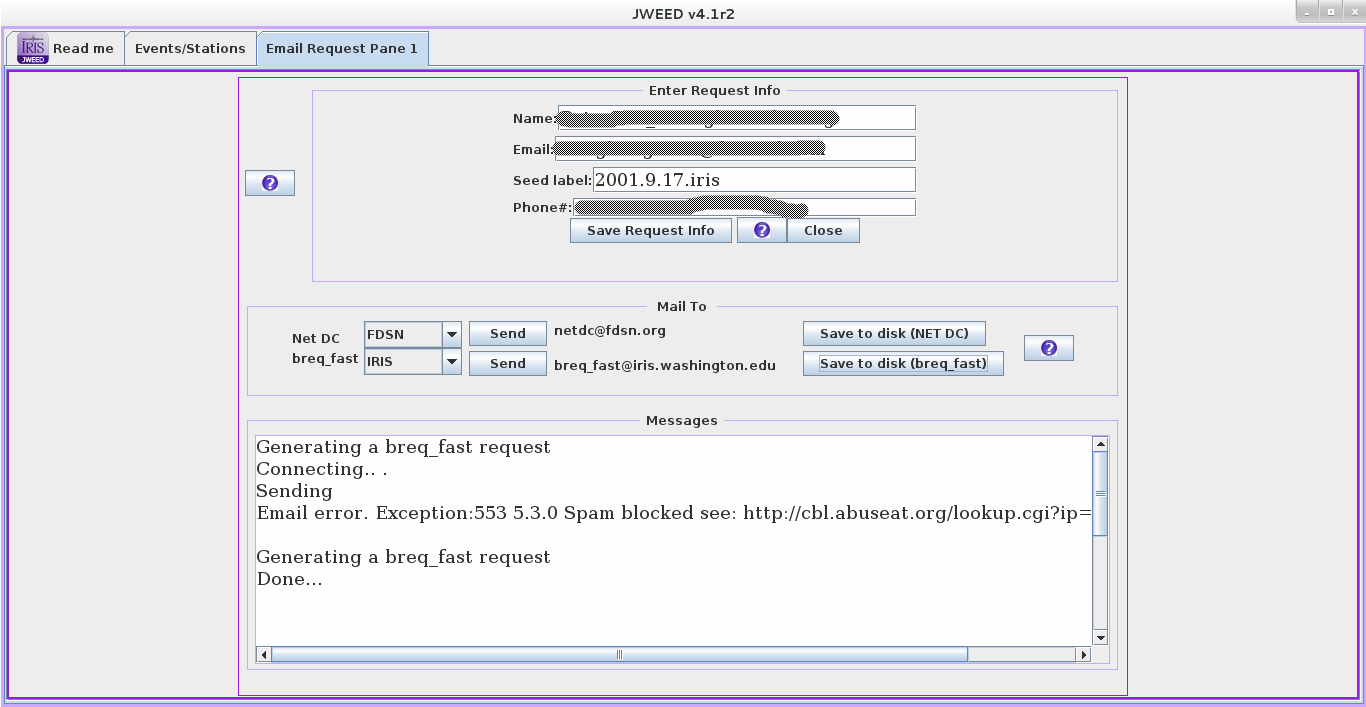 JWEED v4.1r2
IRIS JWEED Read me Events/Stations Email Request Pane 1
Enter Request Info
Name:
Email:
?
Seed label: 2001.9.17.iris
Phone#:
Save Request Info ? Close
Mail To
Net DC FDSN Send netdc@fdsn.org Save to disk (NET DC)
?
breq_fast IRIS Send breq_fast@iris.washington.edu Save to disk (breq_fast)
Messages
Generating a breq_fast request
Connecting.. .
Sending
Email error. Exception:553 5.3.0 Spam blocked see: http://cbl.abuseat.org/lookup.cgi?ip=
Generating a breq_fast request
Done...